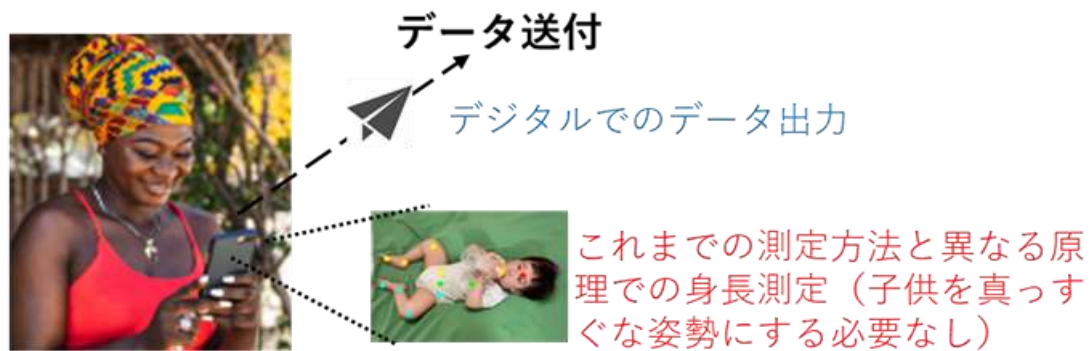 データ送付
デジタルでのデータ出力
これまでの測定方法と異なる原
理での身長測定（子供を真っす
ぐな姿勢にする必要なし）